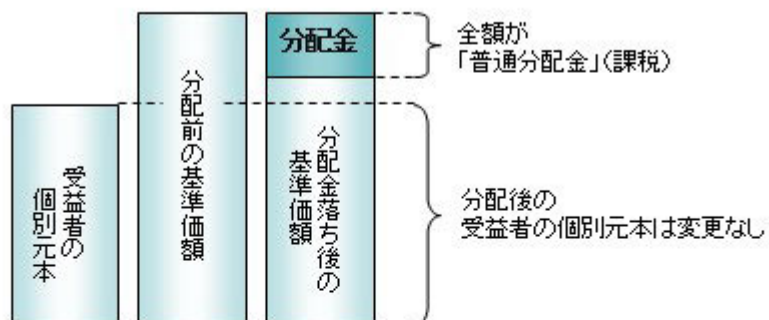 受益者の
個別元本
分配前の基準価額
分配金
分配金落ち後の
基準価額
全額が
「普通分配金」(課税)
分配後の
受益者の個別元本は変更なし